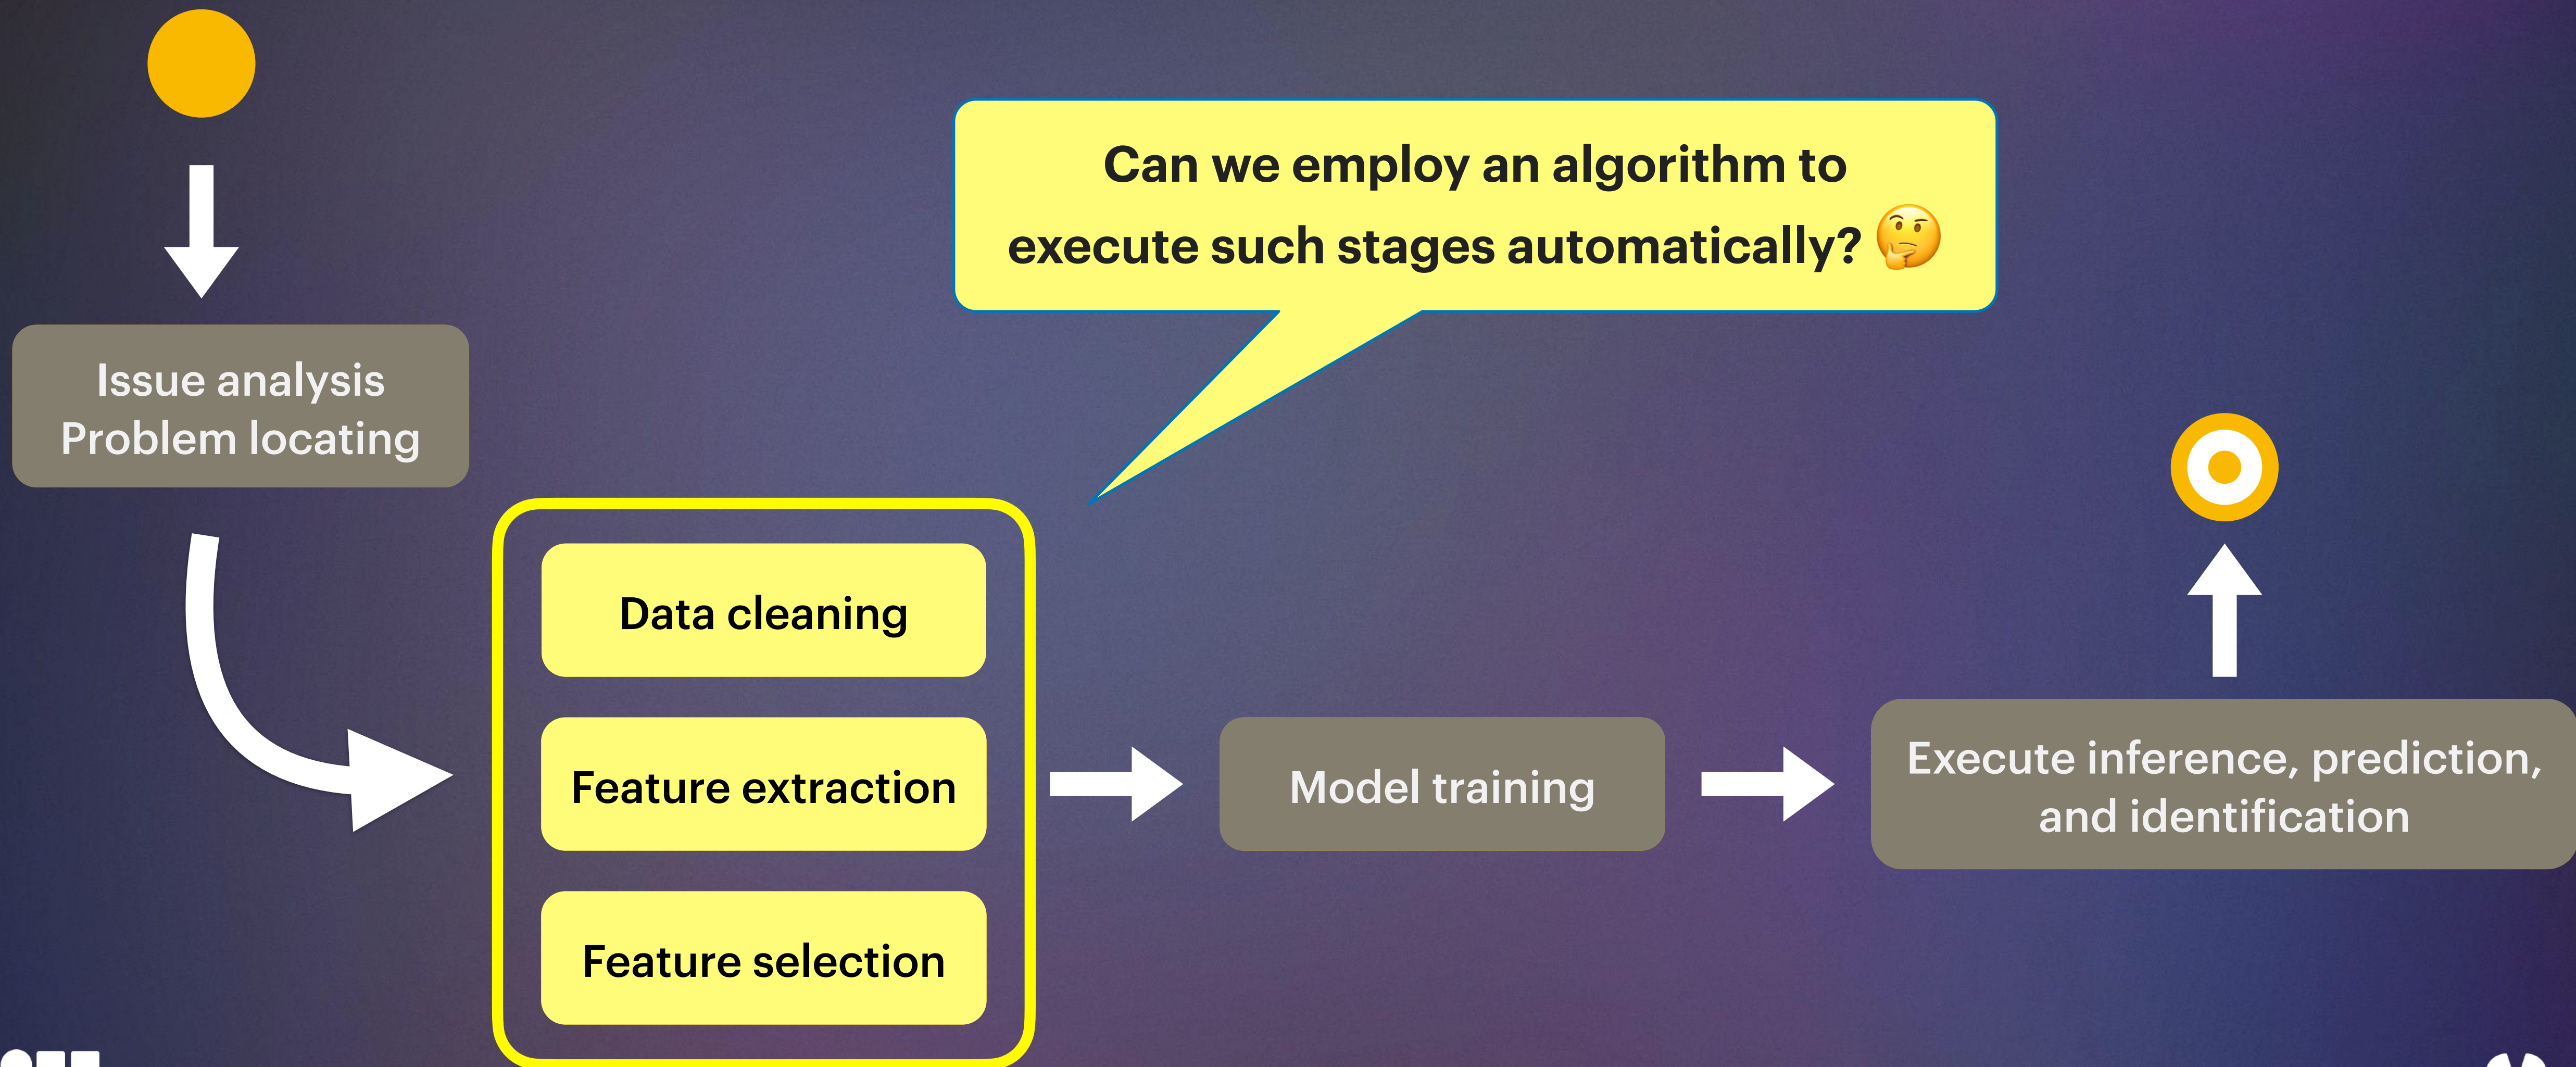 Can we employ an algorithm to
execute such stages automatically? 🤔
Issue analysis
Problem locating
Data cleaning
Feature extraction
Feature selection
Model training
Execute inference, prediction,
and identification